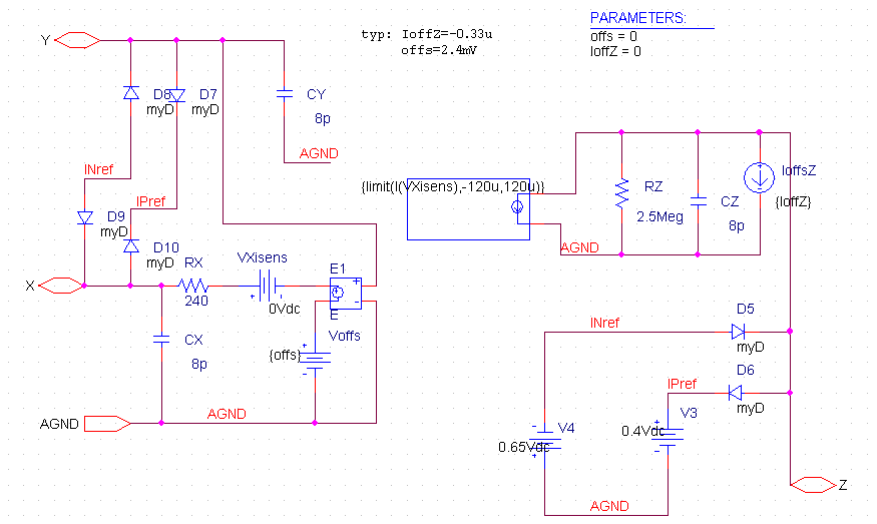 typ: IoffZ=-0.33u
offs=2.4mV
PARAMETERS:
offs = 0
IoffZ = 0
Y
D8
myD
D7
myD
CY
8p
AGND
INref
IPref
D9
myD
D10
myD
X
RX
240
VXisens
+
-
0Vdc
E1
+
-
E
Voffs
{offs}
+
-
CX
8p
AGND
AGND
{limit(I(VXisens),-120u,120u)}
AGND
RZ
2.5Meg
CZ
8p
IoffsZ
{IoffZ}
+
-
INref
D5
myD
IPref
D6
myD
V4
0.65Vdc
-
+
V3
0.4Vdc
+
-
AGND
Z